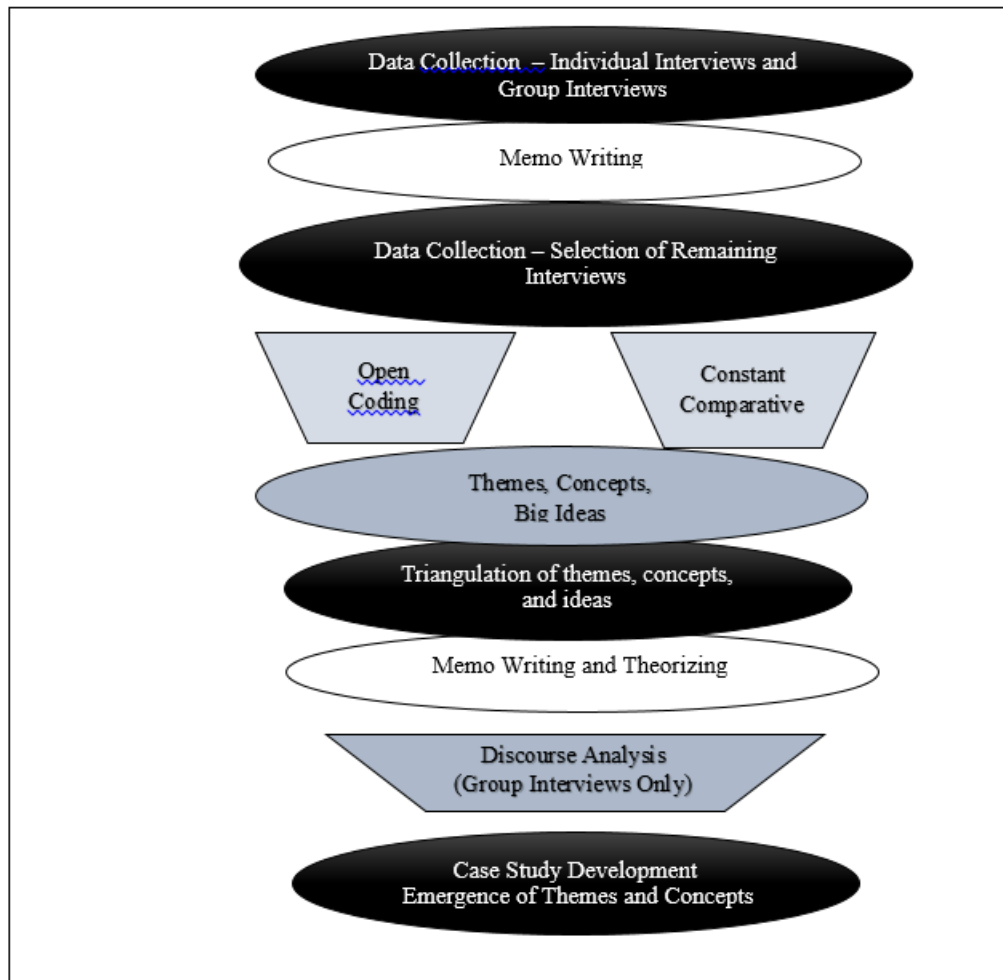 Data Collection – Individual Interviews and
Group Interviews
Memo Writing
Data Collection – Selection of Remaining
Interviews
Open
Coding
Constant
Comparative
Themes, Concepts,
Big Ideas
Triangulation of themes, concepts,
and ideas
Memo Writing and Theorizing
Discourse Analysis
(Group Interviews Only)
Case Study Development
Emergence of Themes and Concepts